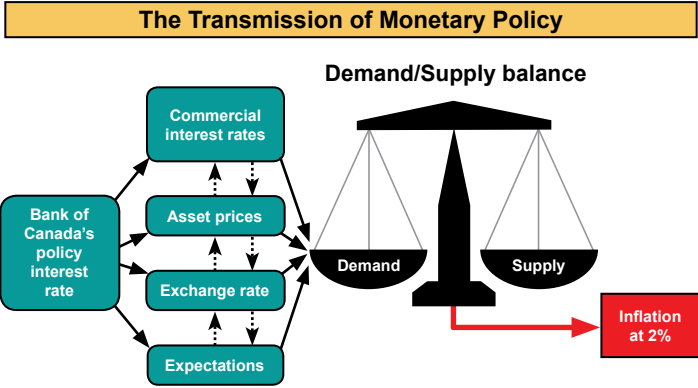 The Transmission of Monetary Policy
Demand/Supply balance
Commercial
interest rates
Bank of
Canada's
policy
interest
rate
Asset prices
Exchange rate
Expectations
Demand
Supply
Inflation
at 2%